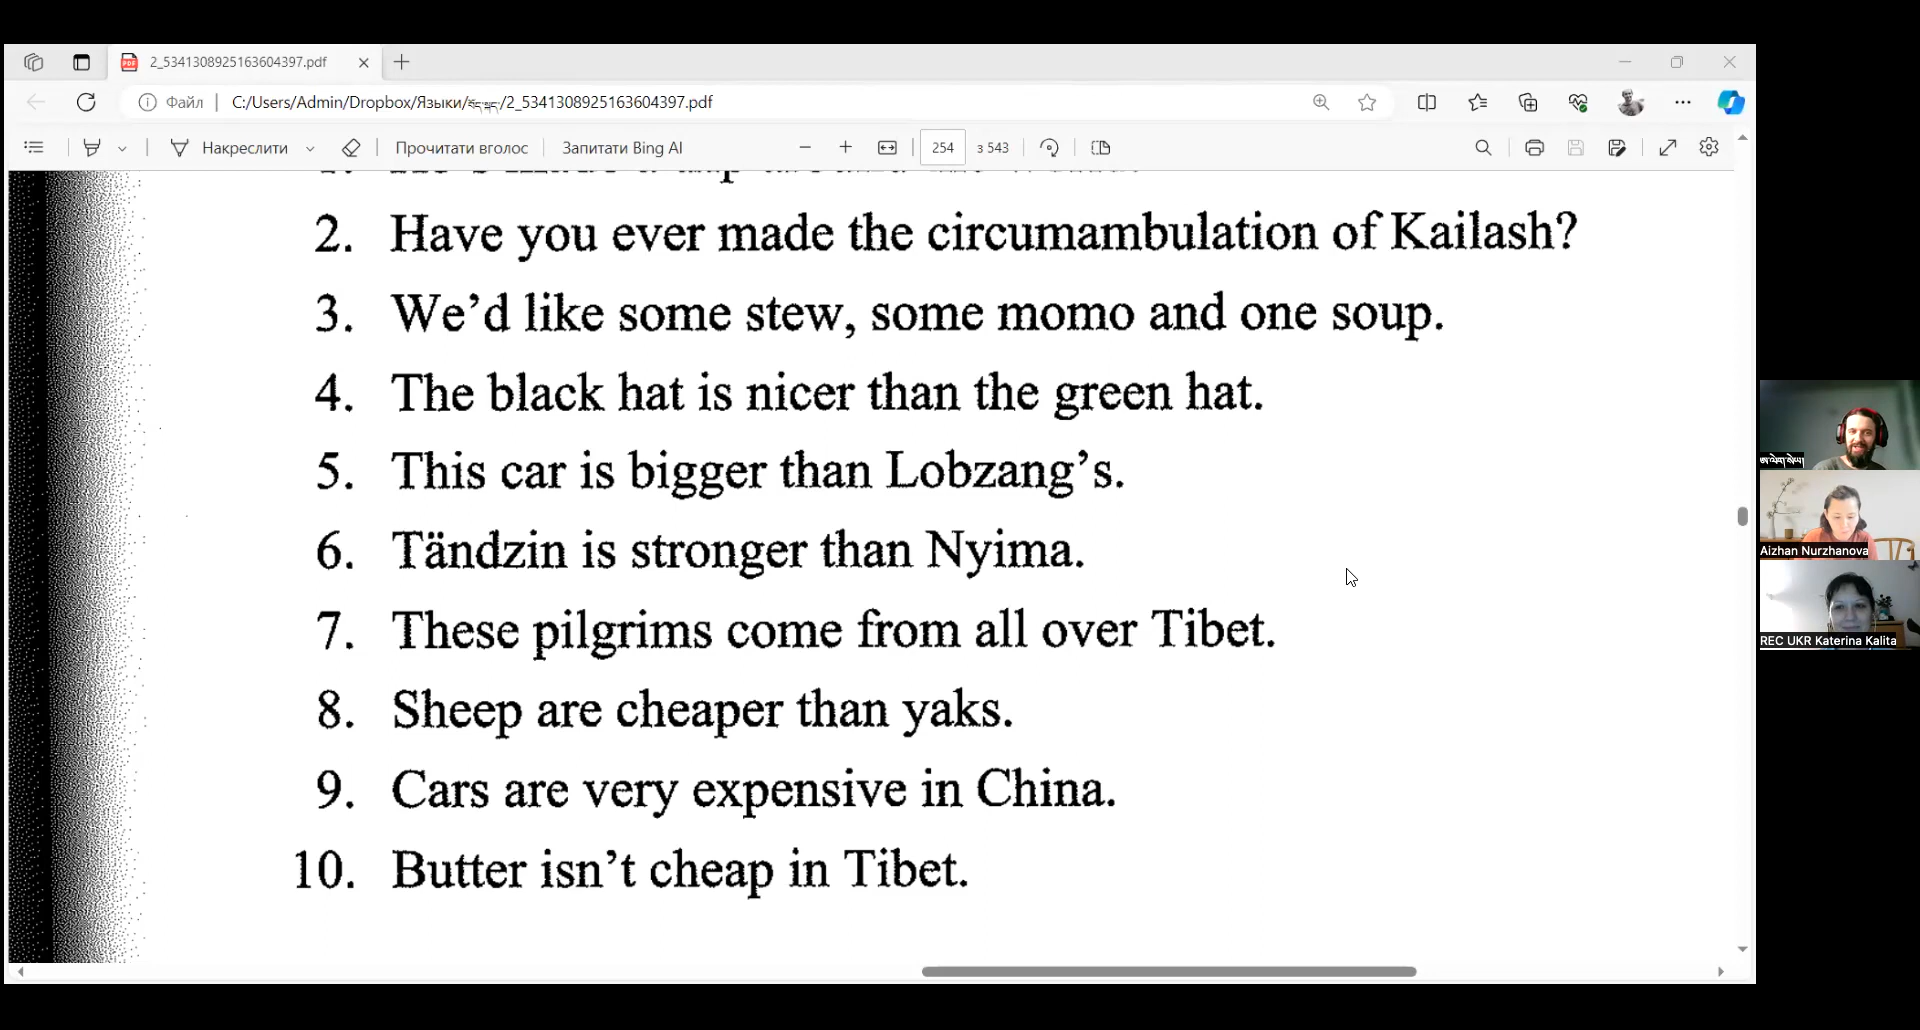 2_5341308925163604397.pdf
Файл
C:/Users/Admin/Dropbox/Языки/
/2_5341308925163604397.pdf
Накреслити
Прочитати вголос
Запитати Bing AI
254
з 543
2. Have you ever made the circumambulation of Kailash?
3. We'd like some stew, some momo and one soup.
4. The black hat is nicer than the green hat.
5. This car is bigger than Lobzang's.
6. Tändzin is stronger than Nyima.
7. These pilgrims come from all over Tibet.
8. Sheep are cheaper than yaks.
9. Cars are very expensive in China.
10. Butter isn't cheap in Tibet.
Aizhan Nurzhanova
REC UKR Katerina Kalita